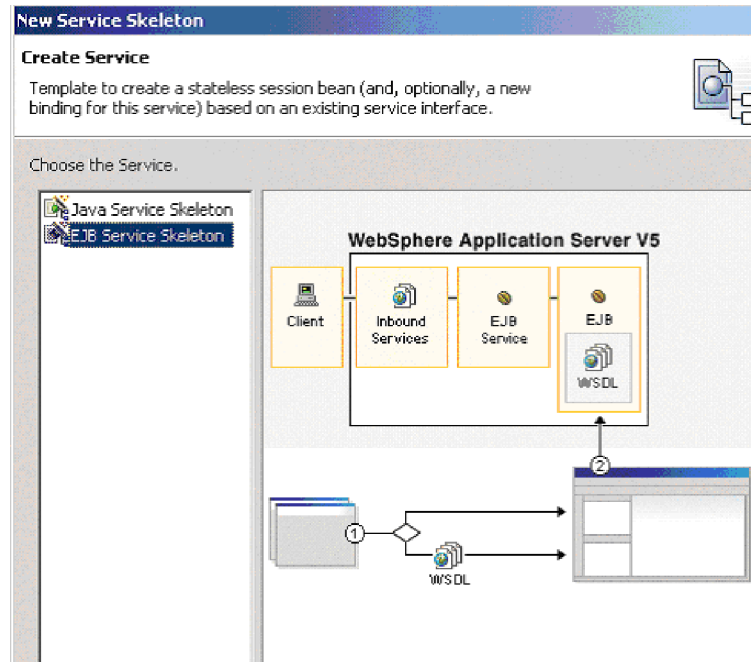 New Service Skeleton
Create Service
Template to create a stateless session bean (and, optionally, a new
binding for this service) based on an existing service interface.
Choose the Service.
Java Service Skeleton
EJB Service Skeleton
WebSphere Application Server V5
Client
Inbound
Services
EJB
Service
EJB
WSDL
2
1
WSDL